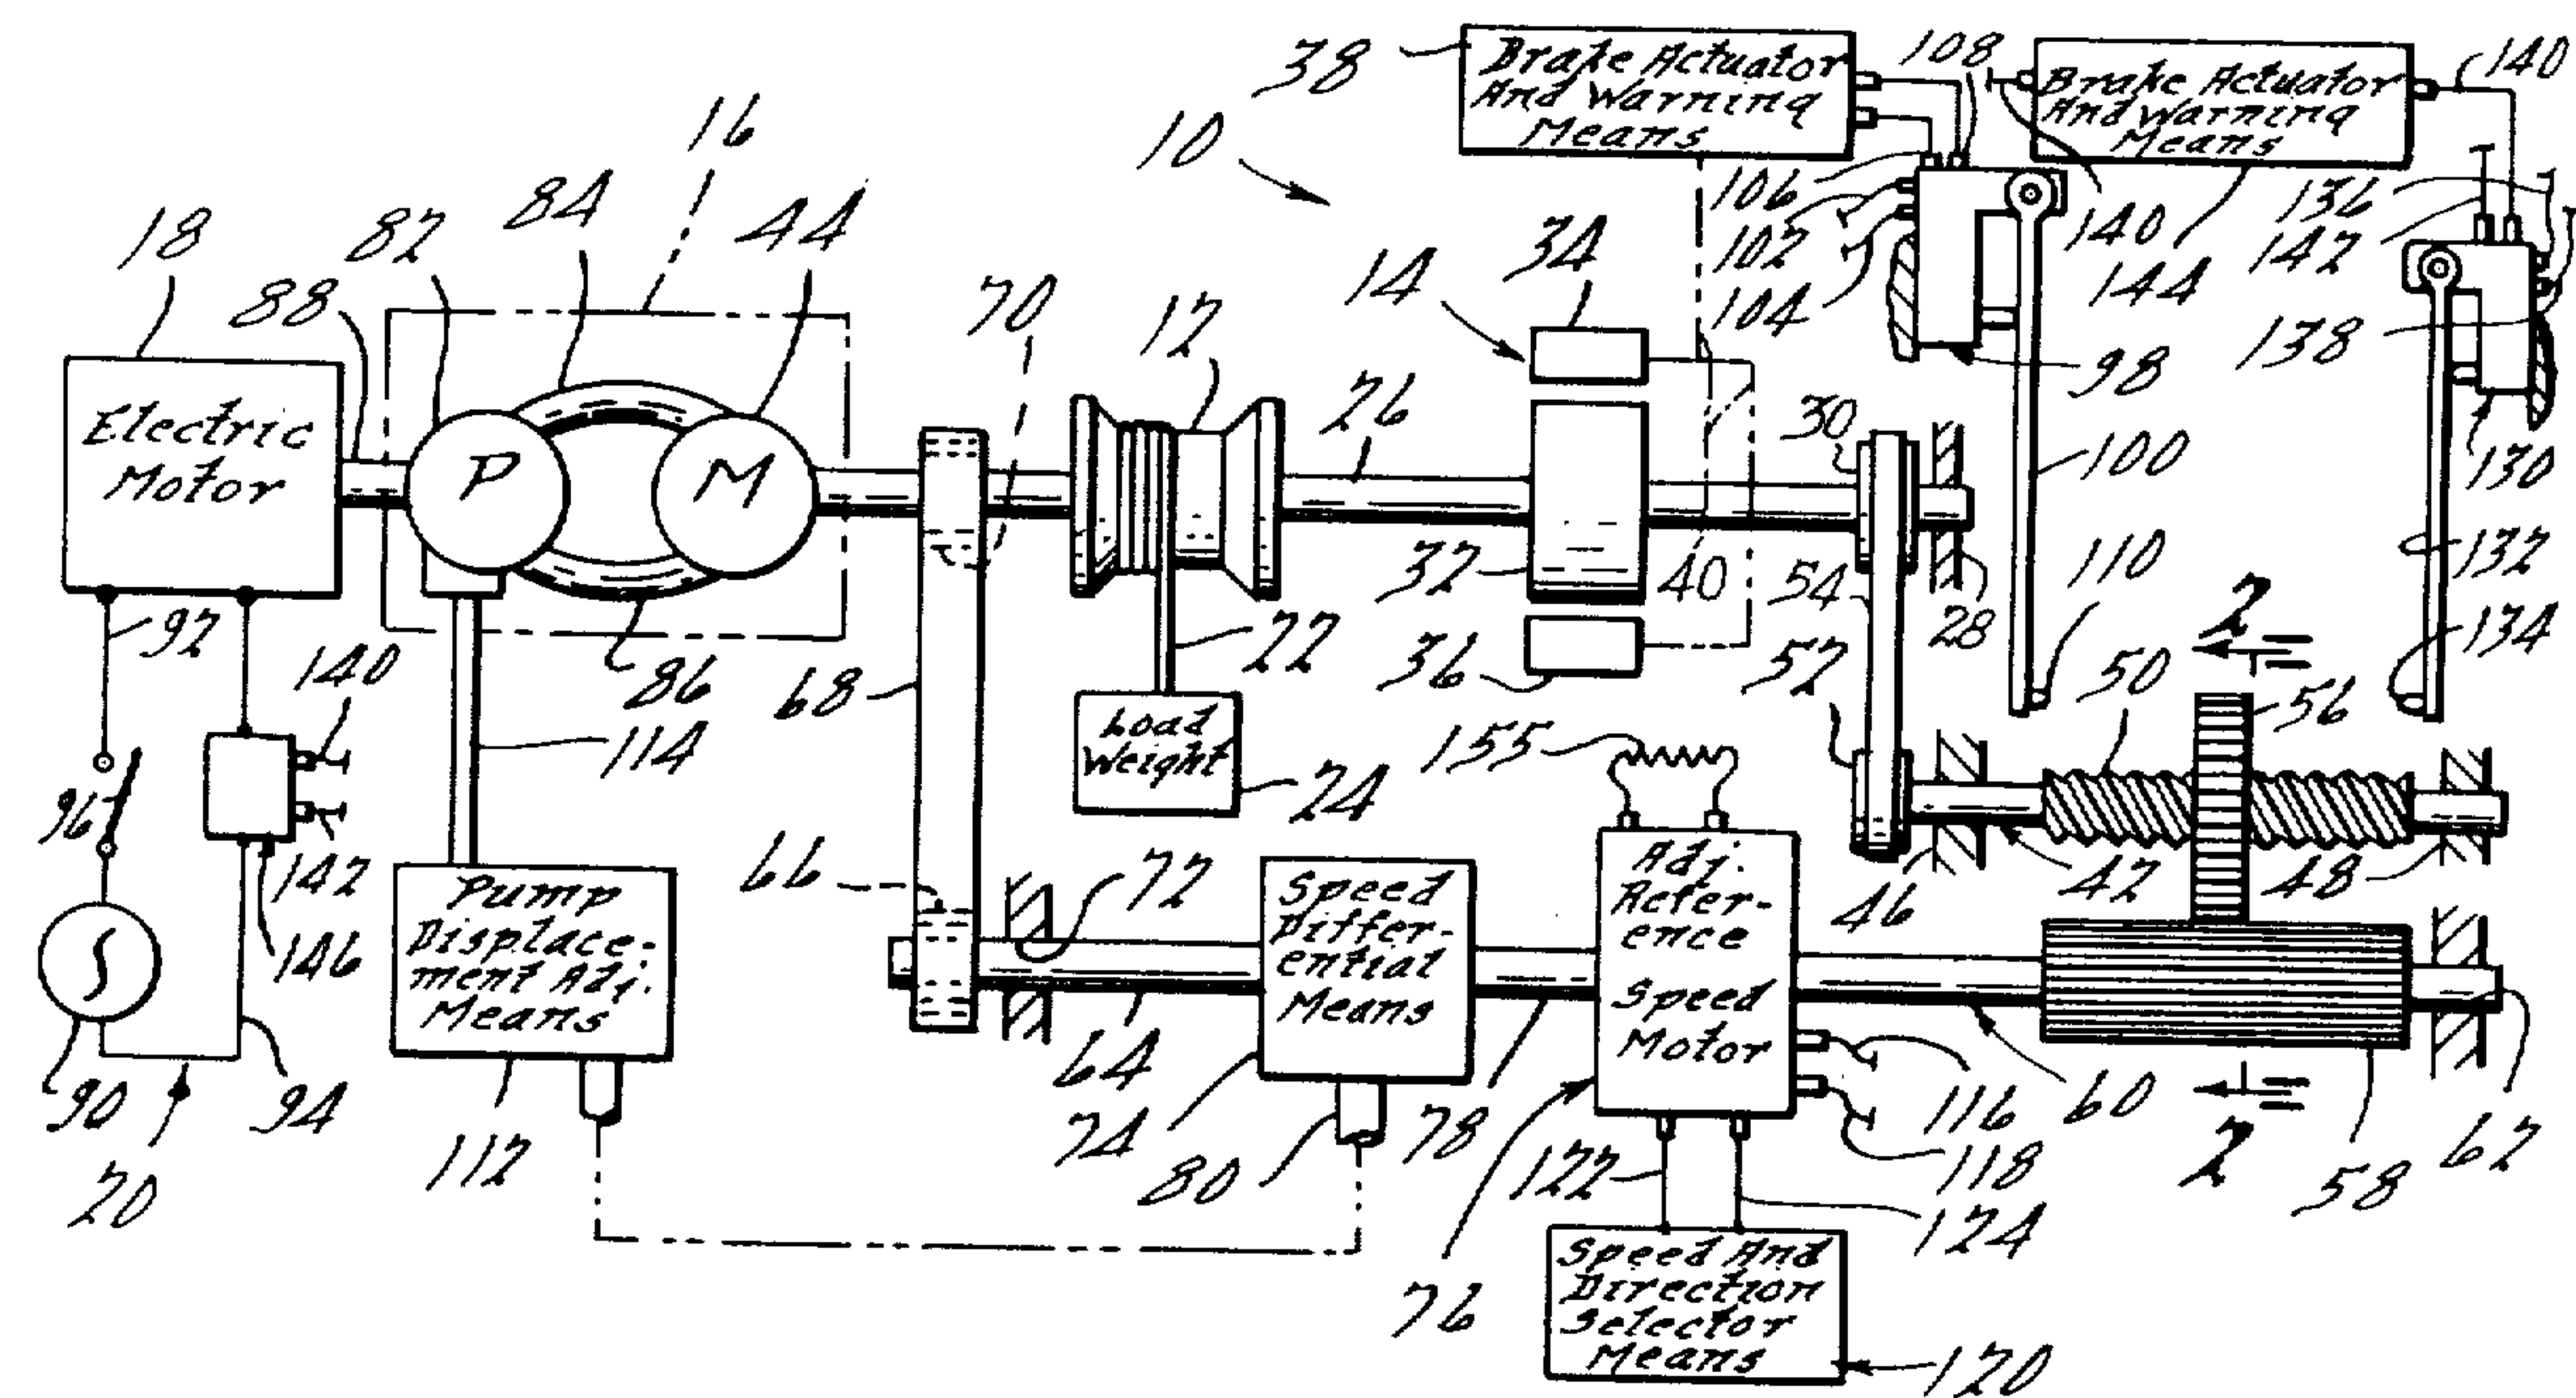 38
Brake Actuator
And Warning
Means
108
Brake Actuator
And Warning
Means
140
10
16
106
102
104
140
144
136
142
138
18
88
82
84
44
70
12
14
34
26
98
130
Electric
Motor
P
M
30
100
110
132
134
32
40
54
28
92
140
86
68
22
36
52
50
2
56
96
142
146
114
Load
Weight
24
155
46
42
48
66
72
Pump
Displace-
ment Adj.
Means
Speed
Differ-
ential
Means
Adj.
Refer-
ence
Speed
Motor
90
94
20
112
64
74
80
78
116
118
60
2
58
62
76
122
124
Speed And
Direction
Selector
Means
120